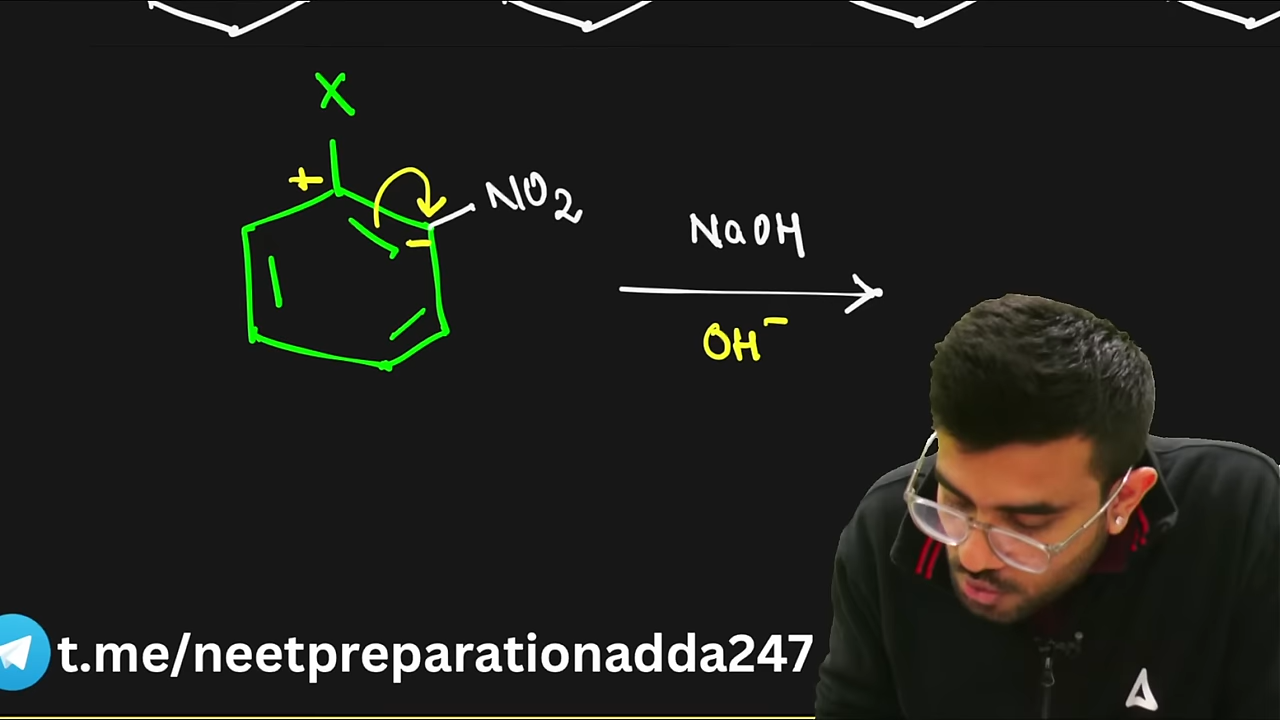 X
+
NO2
-
NaOH
OH⁻
t.me/neetpreparationadda247